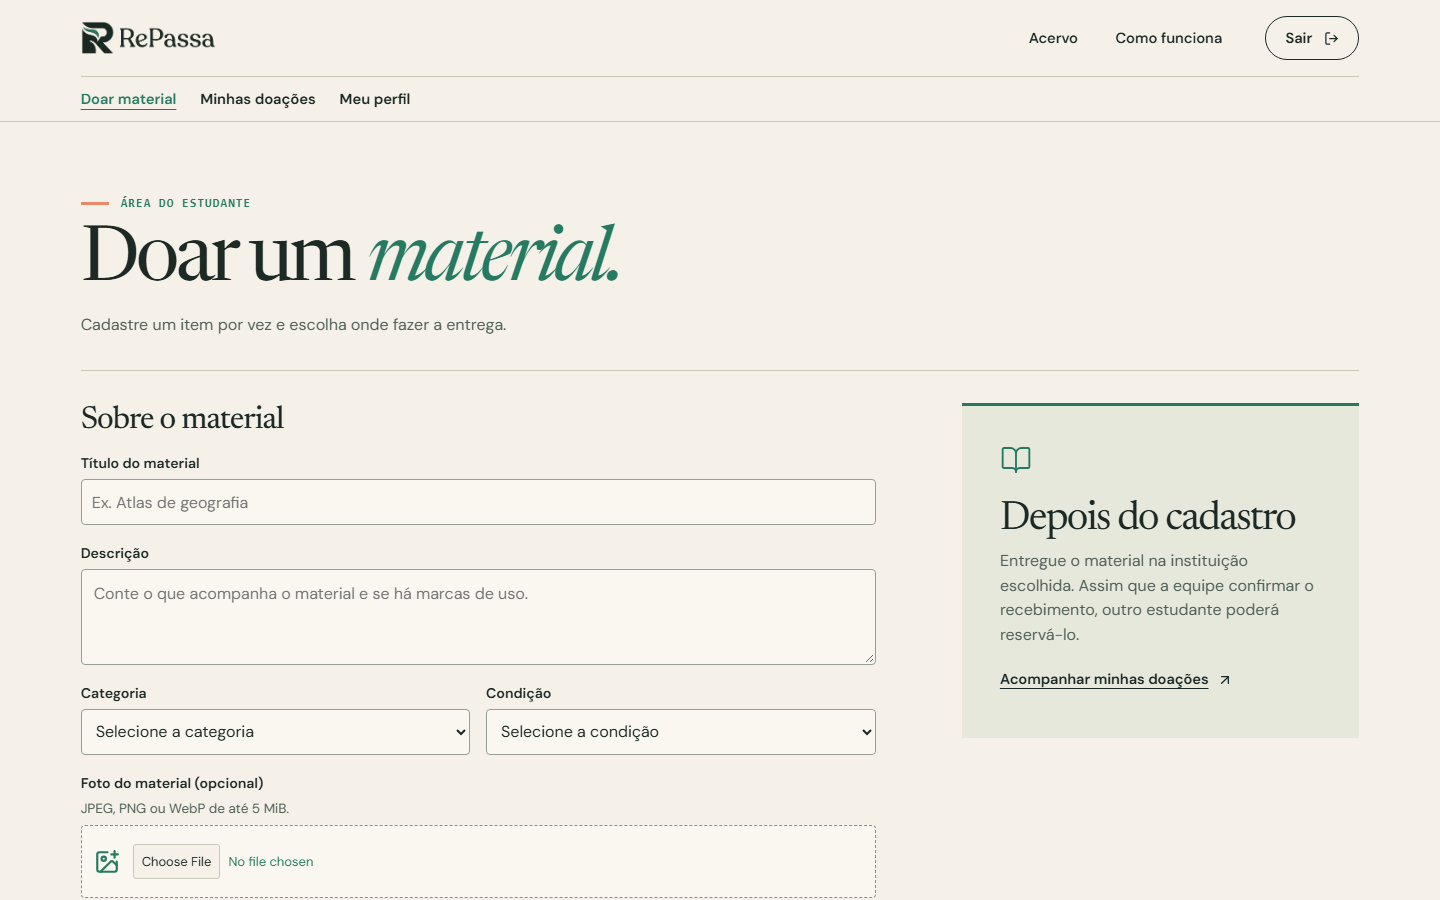 RePassa
Acervo
Como funciona
Sair
Doar material
Minhas doações
Meu perfil
ÁREA DO ESTUDANTE
Doar um material.
Cadastre um item por vez e escolha onde fazer a entrega.
Sobre o material
Título do material
Ex. Atlas de geografia
Descrição
Conte o que acompanha o material e se há marcas de uso.
Categoria
Condição
Selecione a categoria
Selecione a condição
Foto do material (opcional)
JPEG, PNG ou WebP de até 5 MiB.
Choose File
No file chosen
Depois do cadastro
Entregue o material na instituição
escolhida. Assim que a equipe confirmar o
recebimento, outro estudante poderá
reservá-lo.
Acompanhar minhas doações